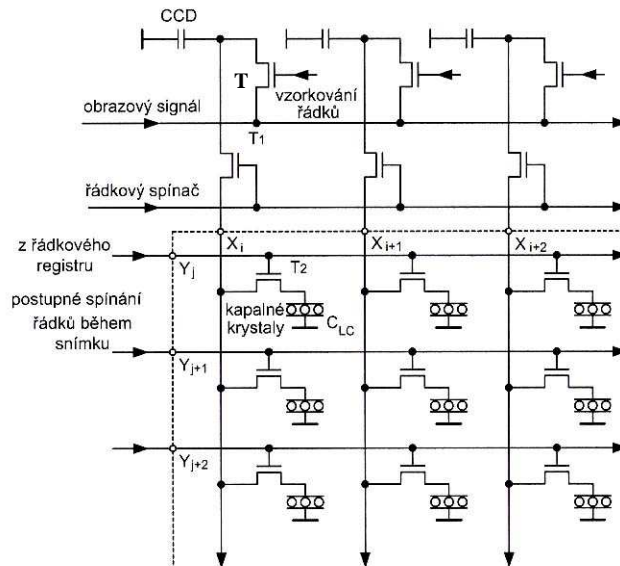 CCD
T
vzorkování
řádků
obrazový signál
T1
řádkový spínač
z řádkového
registru
Xi
Xi+1
Xi+2
Yj
T2
postupné spínání
řádků během
snímku
kapalné
krystaly
CLC
Yj+1
Yj+2